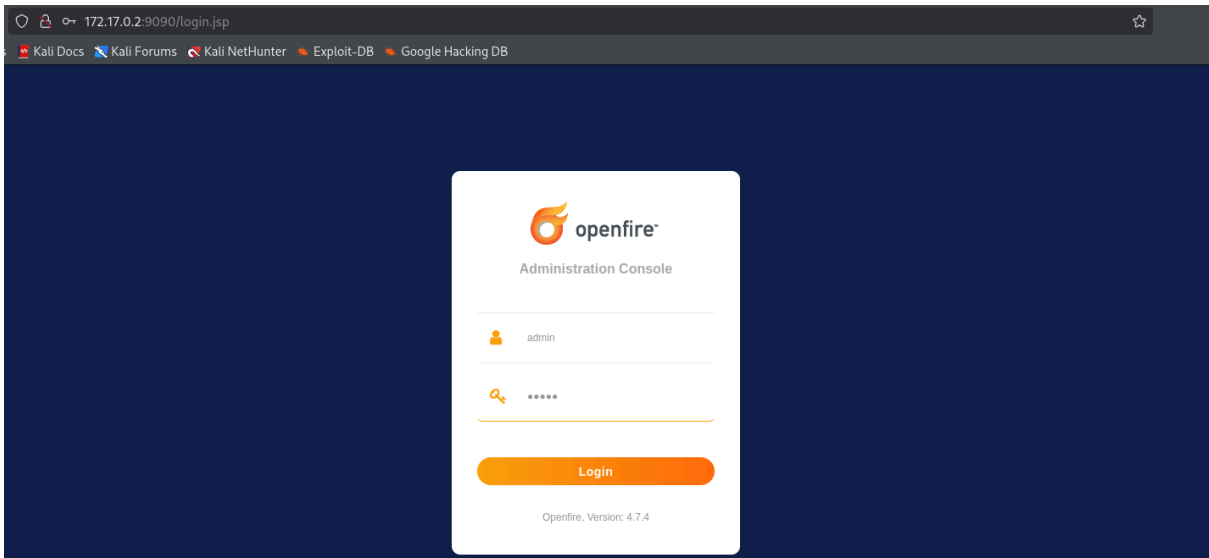 172.17.0.2:9090/login.jsp
Kali Docs Kali Forums Kali NetHunter Exploit-DB Google Hacking DB
openfire™
Administration Console
admin
•••••
Login
Openfire, Version: 4.7.4